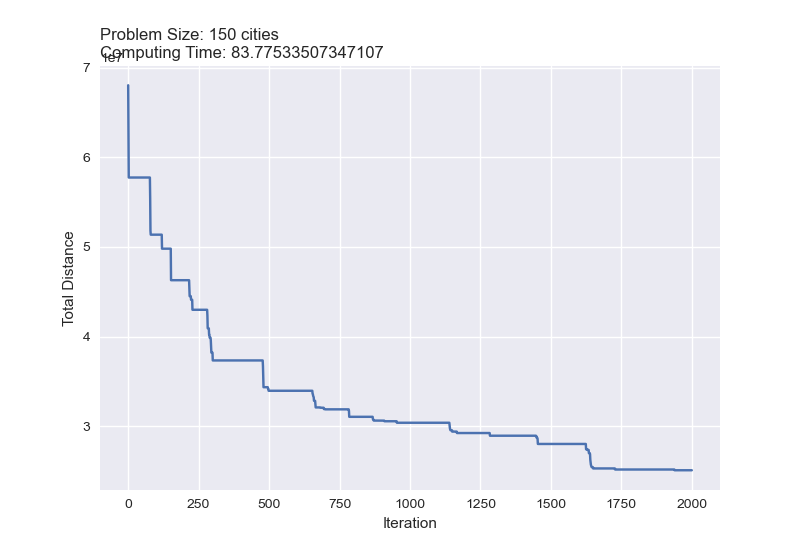 Problem Size: 150 cities
Computing Time: 83.77533507347107
1e7
7
6
5
4
3
Total Distance
0 250 500 750 1000 1250 1500 1750 2000
Iteration